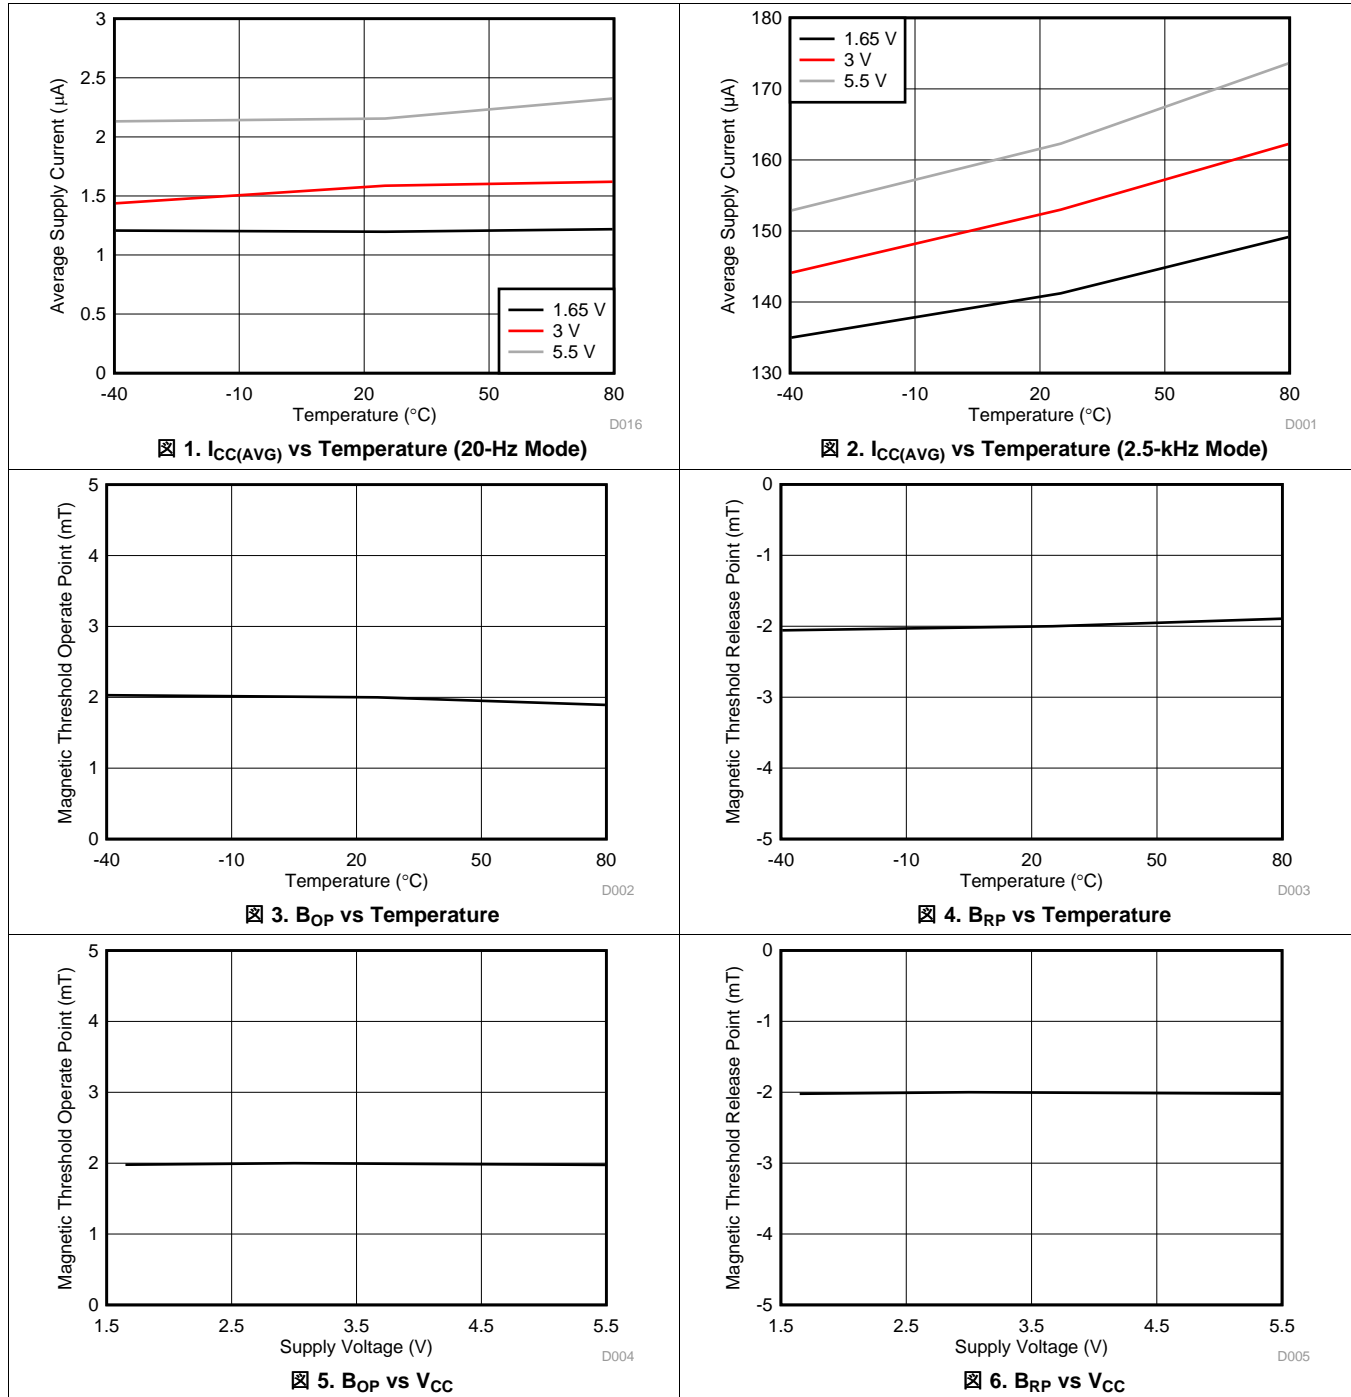 3
2.5
2
1.5
1
0.5
0
Average Supply Current (µA)
1.65 V
3 V
5.5 V
-40 -10 20 50 80
Temperature (°C)
D016
図 1. ICC(AVG) vs Temperature (20-Hz Mode)
180
170
160
150
140
130
Average Supply Current (µA)
1.65 V
3 V
5.5 V
-40 -10 20 50 80
Temperature (°C)
D001
図 2. ICC(AVG) vs Temperature (2.5-kHz Mode)
5
4
3
2
1
0
Magnetic Threshold Operate Point (mT)
-40 -10 20 50 80
Temperature (°C)
D002
図 3. BOP vs Temperature
0
-1
-2
-3
-4
-5
Magnetic Threshold Release Point (mT)
-40 -10 20 50 80
Temperature (°C)
D003
図 4. BRP vs Temperature
5
4
3
2
1
0
Magnetic Threshold Operate Point (mT)
1.5 2.5 3.5 4.5 5.5
Supply Voltage (V)
D004
図 5. BOP vs VCC
0
-1
-2
-3
-4
-5
Magnetic Threshold Release Point (mT)
1.5 2.5 3.5 4.5 5.5
Supply Voltage (V)
D005
図 6. BRP vs VCC